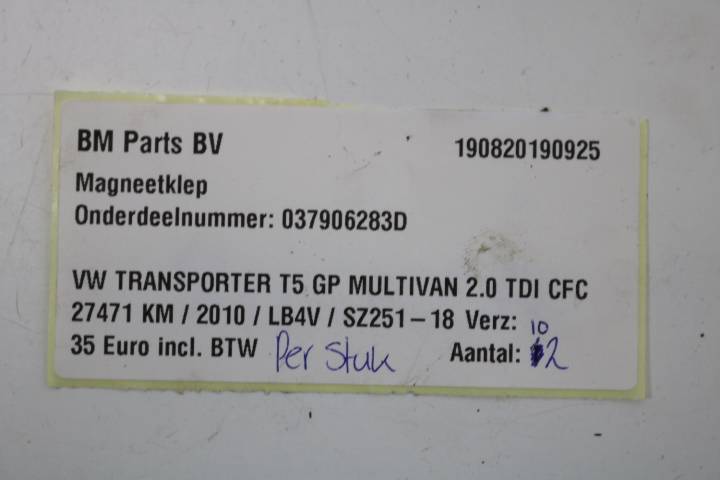 BM Parts BV 190820190925
Magneetklep
Onderdeelnummer: 037906283D
VW TRANSPORTER T5 GP MULTIVAN 2.0 TDI CFC
27471 KM / 2010 / LB4V / SZ251-18 Verz: 10
35 Euro incl. BTW Per Stuk Aantal: 2